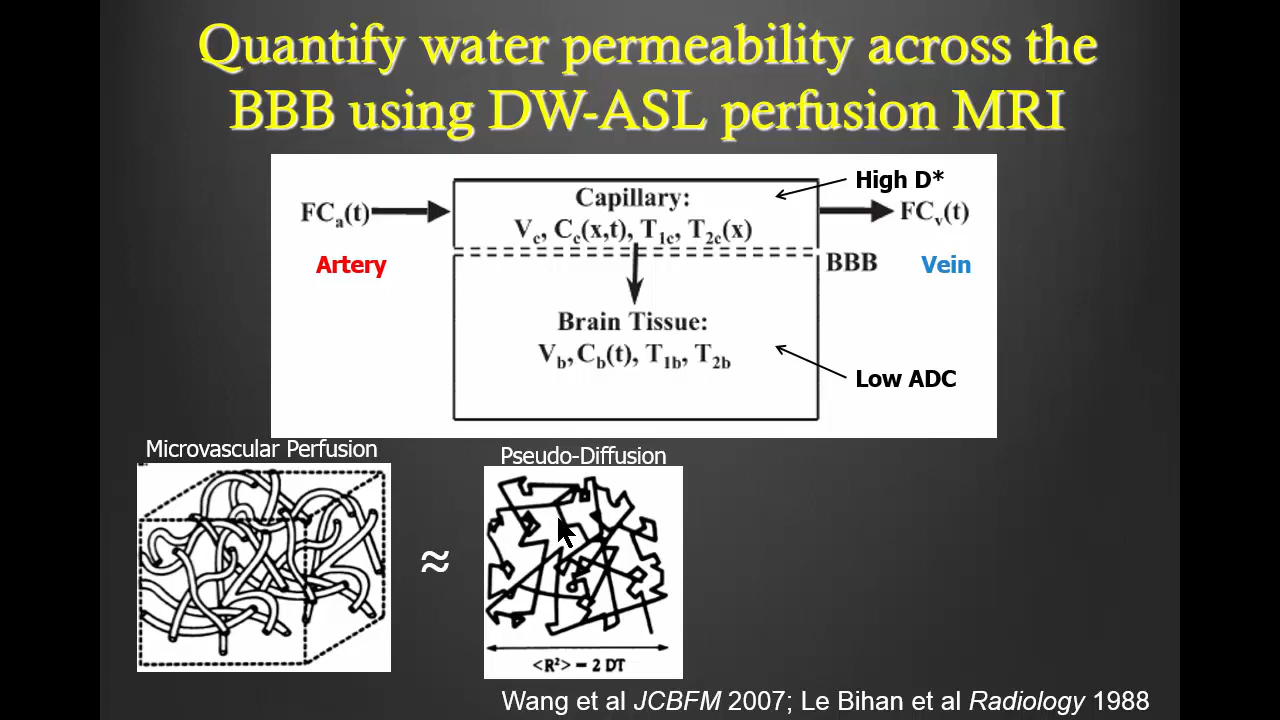 Quantify water permeability across the
BBB using DW-ASL perfusion MRI
High D*
Capillary:
FCa(t)
FCv(t)
Vc, Cc(x,t), T1c, T2c(x)
Artery
BBB
Vein
Brain Tissue:
Vb, Cb(t), T1b, T2b
Low ADC
Microvascular Perfusion
Pseudo-Diffusion
≈
<R²> = 2 DT
Wang et al JCBFM 2007; Le Bihan et al Radiology 1988